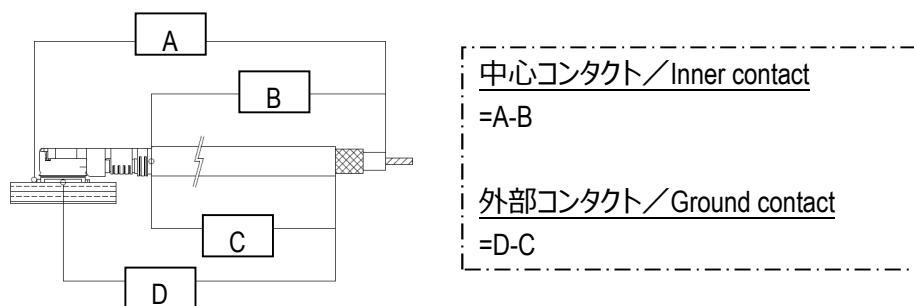 A
B
C
D
中心コンタクト／Inner contact
=A-B
外部コンタクト／Ground contact
=D-C